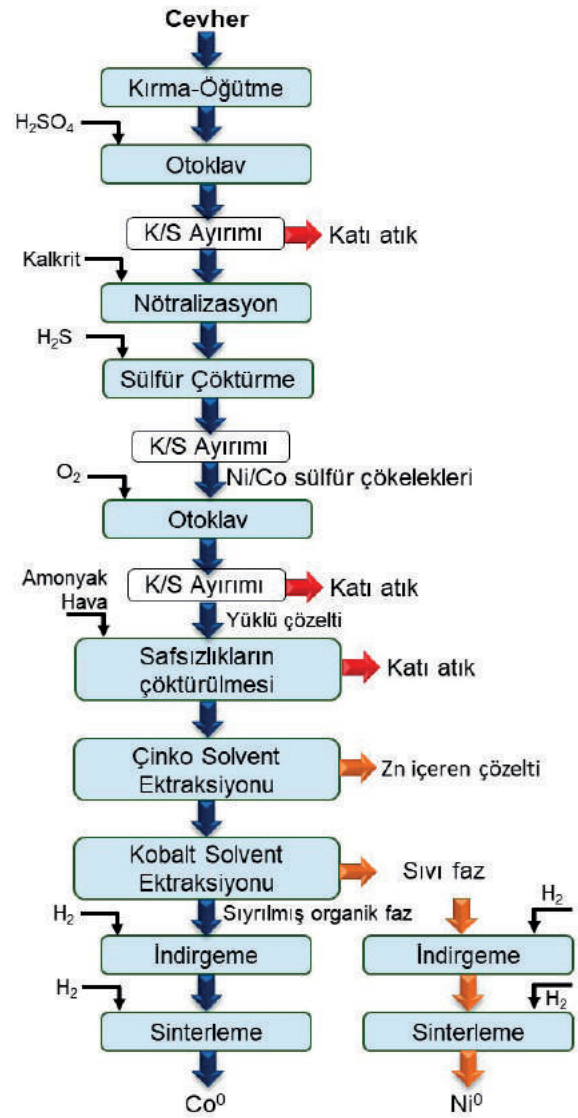 Cevher
Kırma-Öğütme
H₂SO₄
Otoklav
K/S Ayırımı
Katı atık
Kalkrit
Nötralizasyon
H₂S
Sülfür Çöktürme
K/S Ayırımı
Ni/Co sülfür çökelekleri
O₂
Otoklav
K/S Ayırımı
Katı atık
Amonyak
Hava
Yüklü çözelti
Safsızlıkların
çöktürülmesi
Katı atık
Çinko Solvent
Ektraksiyonu
Zn içeren çözelti
Kobalt Solvent
Ektraksiyonu
Sıvı faz
Sıyrılmış organik faz
H₂
İndirgeme
H₂
İndirgeme
H₂
Sinterleme
H₂
Sinterleme
Co⁰
Ni⁰